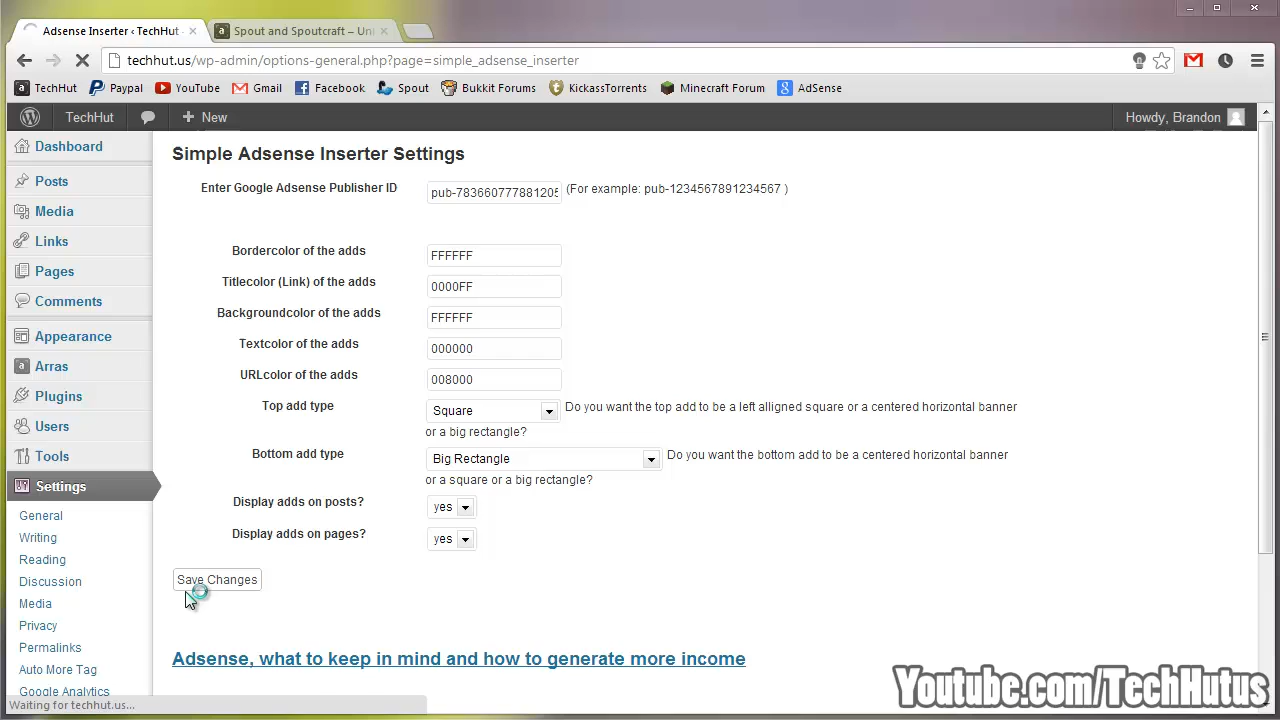 Adsense Inserter ‹ TechHut
Spout and Spoutcraft – Uni
techhut.us/wp-admin/options-general.php?page=simple_adsense_inserter
TechHut Paypal YouTube Gmail Facebook Spout Bukkit Forums KickassTorrents Minecraft Forum AdSense
TechHut + New Howdy, Brandon
Dashboard
Posts
Media
Links
Pages
Comments
Appearance
Arras
Plugins
Users
Tools
Settings
General
Writing
Reading
Discussion
Media
Privacy
Permalinks
Auto More Tag
Google Analytics
Simple Adsense Inserter Settings
Enter Google Adsense Publisher ID pub-783660777881205 (For example: pub-1234567891234567 )
Bordercolor of the adds FFFFFF
Titlecolor (Link) of the adds 0000FF
Backgroundcolor of the adds FFFFFF
Textcolor of the adds 000000
URLcolor of the adds 008000
Top add type Square Do you want the top add to be a left alligned square or a centered horizontal banner
or a big rectangle?
Bottom add type Big Rectangle Do you want the bottom add to be a centered horizontal banner
or a square or a big rectangle?
Display adds on posts? yes
Display adds on pages? yes
Save Changes
Adsense, what to keep in mind and how to generate more income
Waiting for techhut.us...
Youtube.com/TechHutus